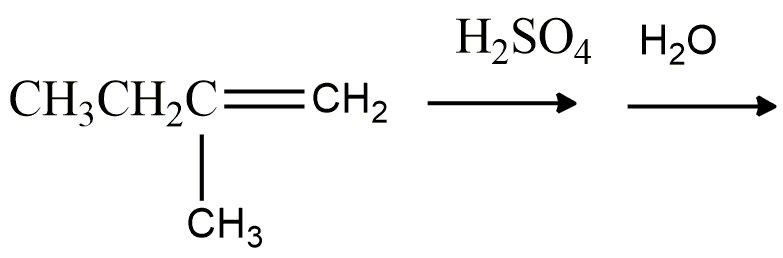 H₂SO₄ H₂O
CH₃CH₂C=CH₂
CH₃